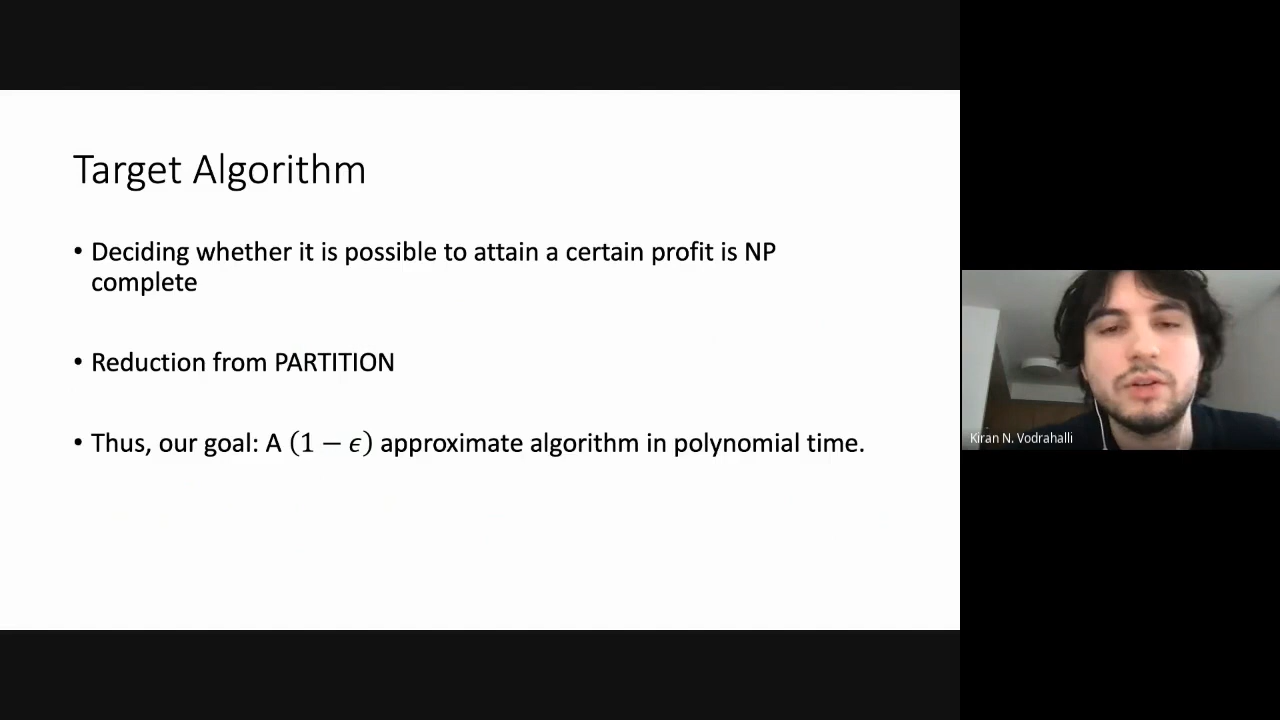 Target Algorithm
• Deciding whether it is possible to attain a certain profit is NP
complete
• Reduction from PARTITION
• Thus, our goal: A (1 − ϵ) approximate algorithm in polynomial time.
Kiran N. Vodrahalli